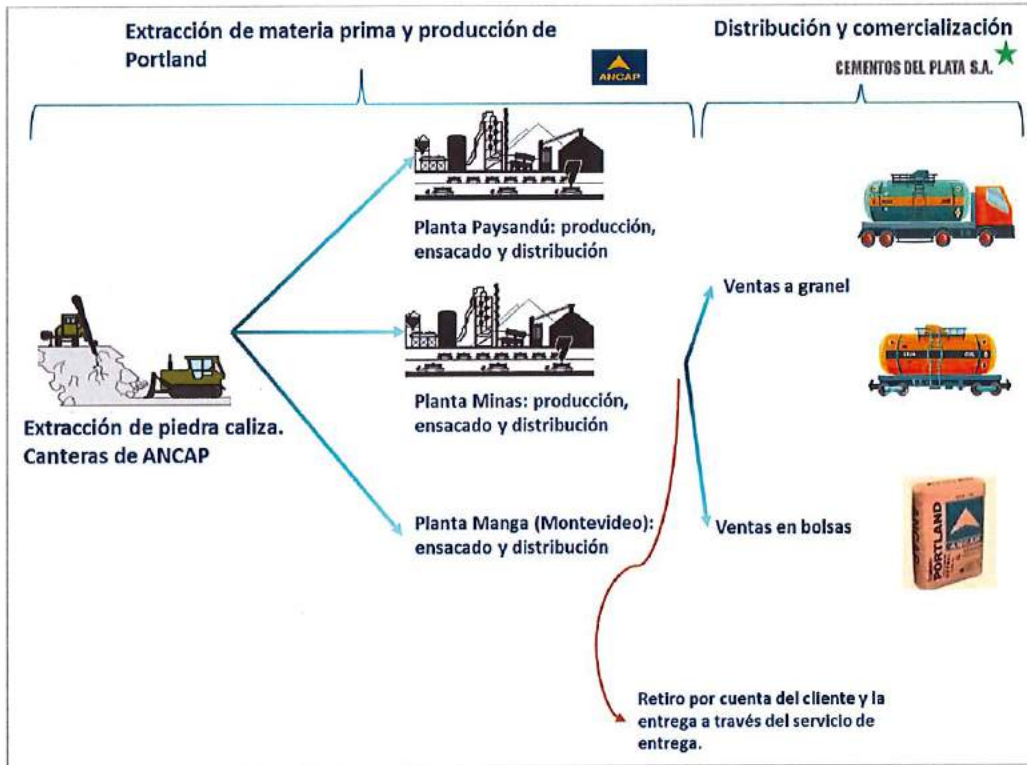 Extracción de materia prima y producción de
Portland
ANCAP
Distribución y comercialización
CEMENTOS DEL PLATA S.A.
Planta Paysandú: producción,
ensacado y distribución
Ventas a granel
Planta Minas: producción,
ensacado y distribución
Extracción de piedra caliza.
Canteras de ANCAP
Planta Manga (Montevideo):
ensacado y distribución
Ventas en bolsas
PORTLAND
ANCAP
Retiro por cuenta del cliente y la
entrega a través del servicio de
entrega.